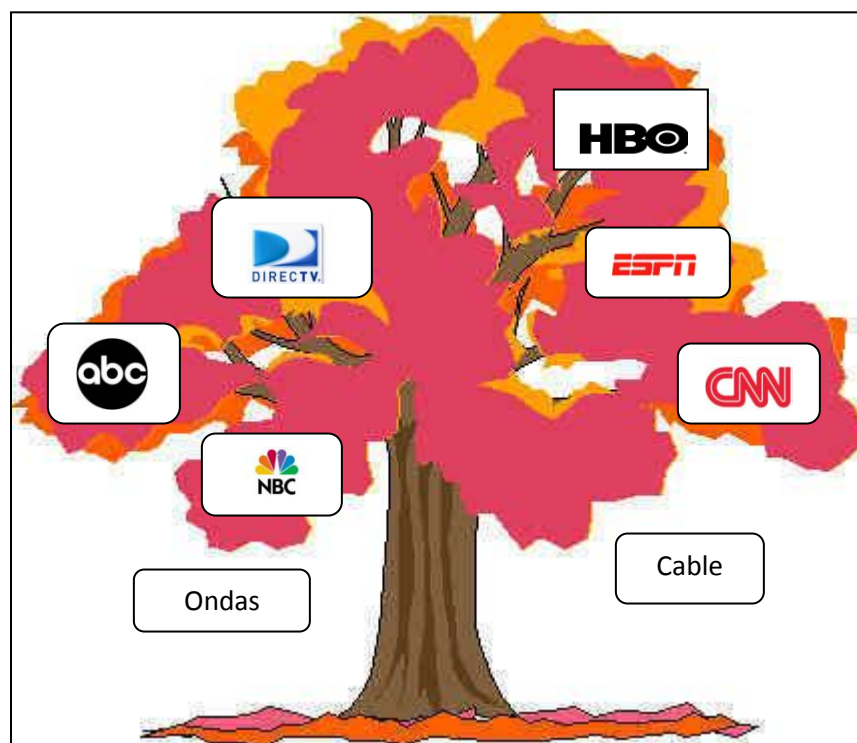 HBO
DIRECTV
ESPN
abc
CNN
NBC
Ondas
Cable